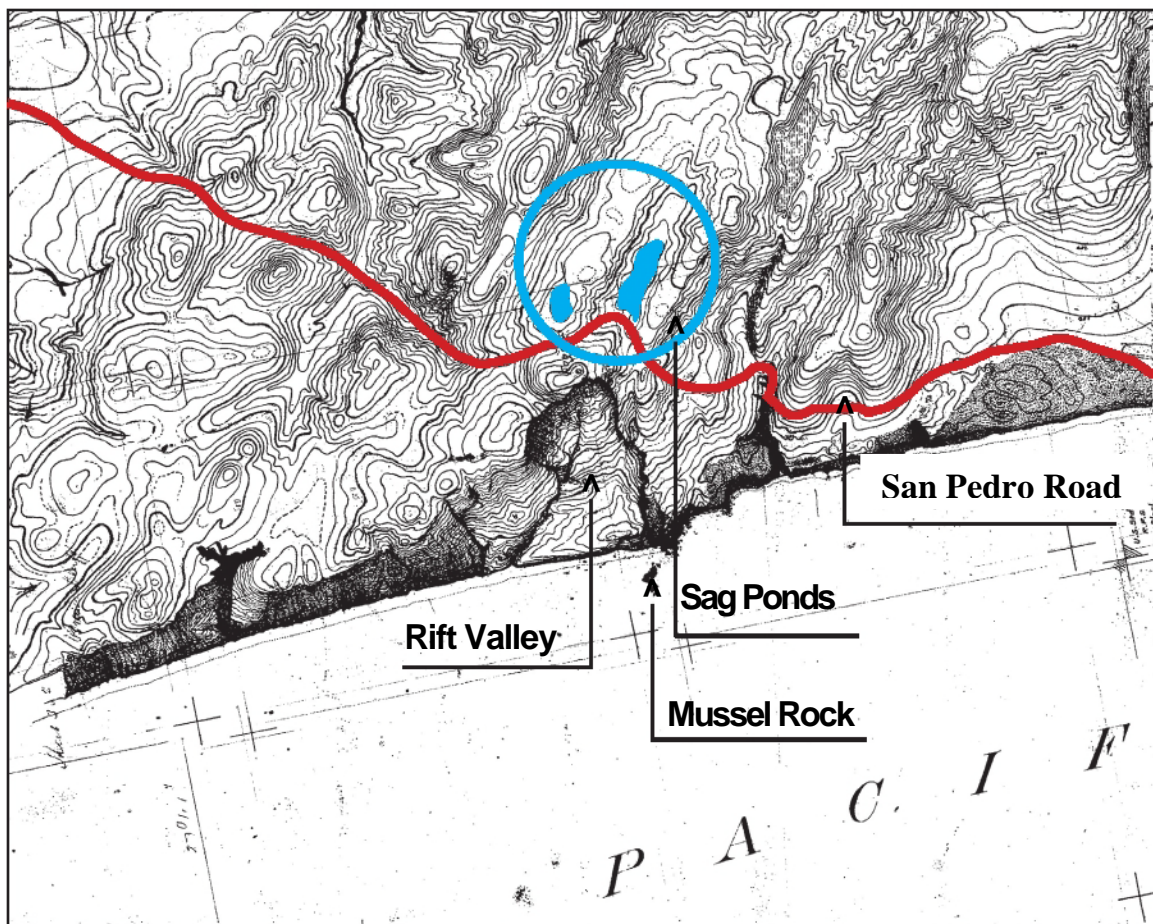 San Pedro Road
Sag Ponds
Rift Valley
Mussel Rock
P A C I F